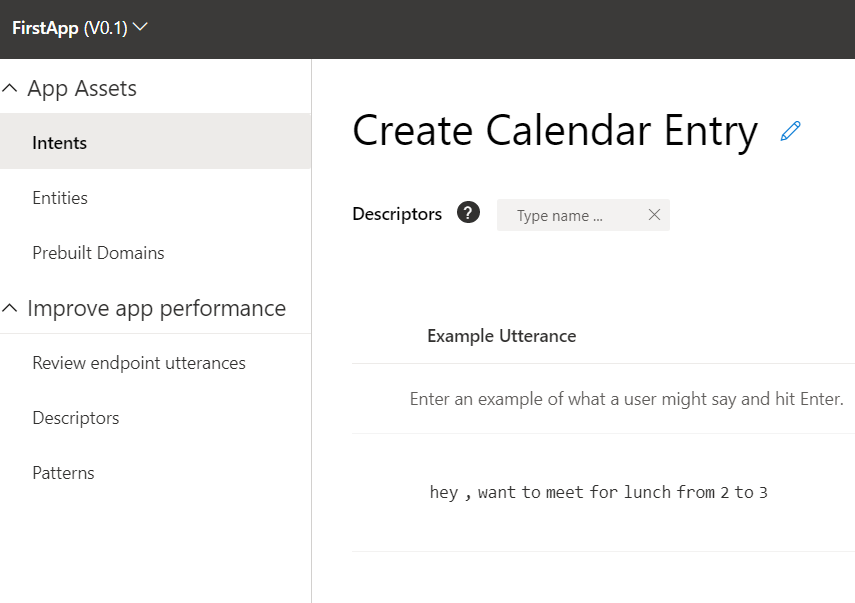 FirstApp (V0.1)
App Assets
Intents
Entities
Prebuilt Domains
Improve app performance
Review endpoint utterances
Descriptors
Patterns
Create Calendar Entry
Descriptors ? Type name ...
Example Utterance
Enter an example of what a user might say and hit Enter.
hey , want to meet for lunch from 2 to 3